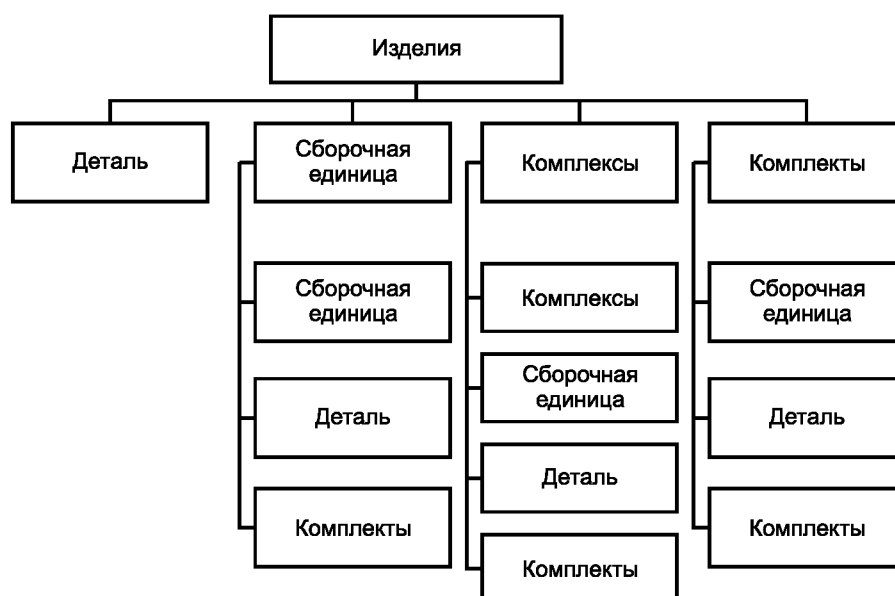 Изделия
Деталь
Сборочная
единица
Комплексы
Комплекты
Сборочная
единица
Деталь
Комплекты
Комплексы
Сборочная
единица
Деталь
Комплекты
Сборочная
единица
Деталь
Комплекты